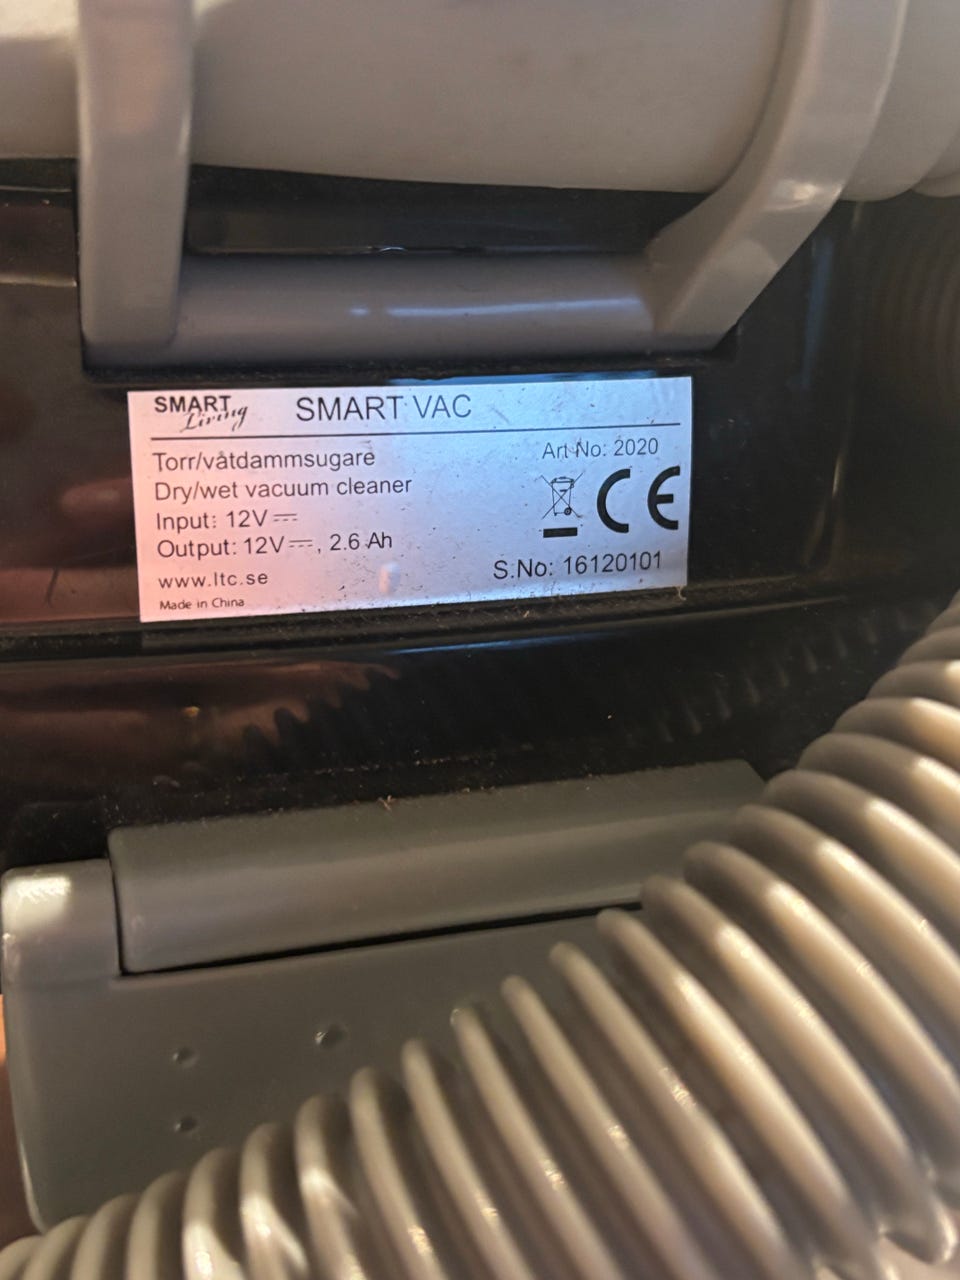 SMART Living SMART VAC
Torr/våtdammsugare
Art No: 2020
Dry/wet vacuum cleaner
CE
Input: 12V⎓
Output: 12V⎓, 2.6 Ah
www.ltc.se
S.No: 16120101
Made in China